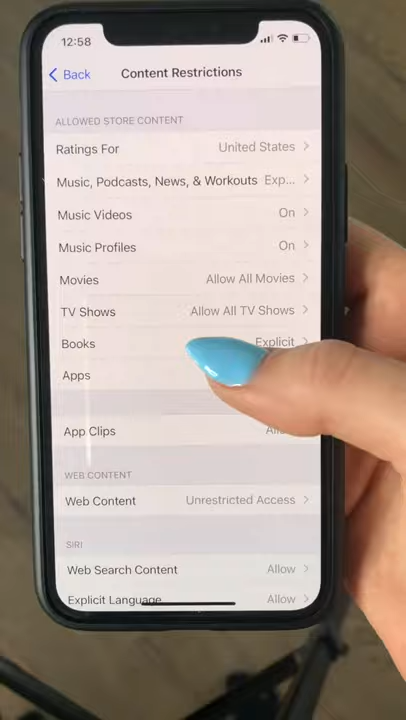 12:58
Back
Content Restrictions
ALLOWED STORE CONTENT
Ratings For United States
Music, Podcasts, News, & Workouts Exp...
Music Videos On
Music Profiles On
Movies Allow All Movies
TV Shows Allow All TV Shows
Books Explicit
Apps
App Clips
WEB CONTENT
Web Content Unrestricted Access
SIRI
Web Search Content Allow
Explicit Language Allow